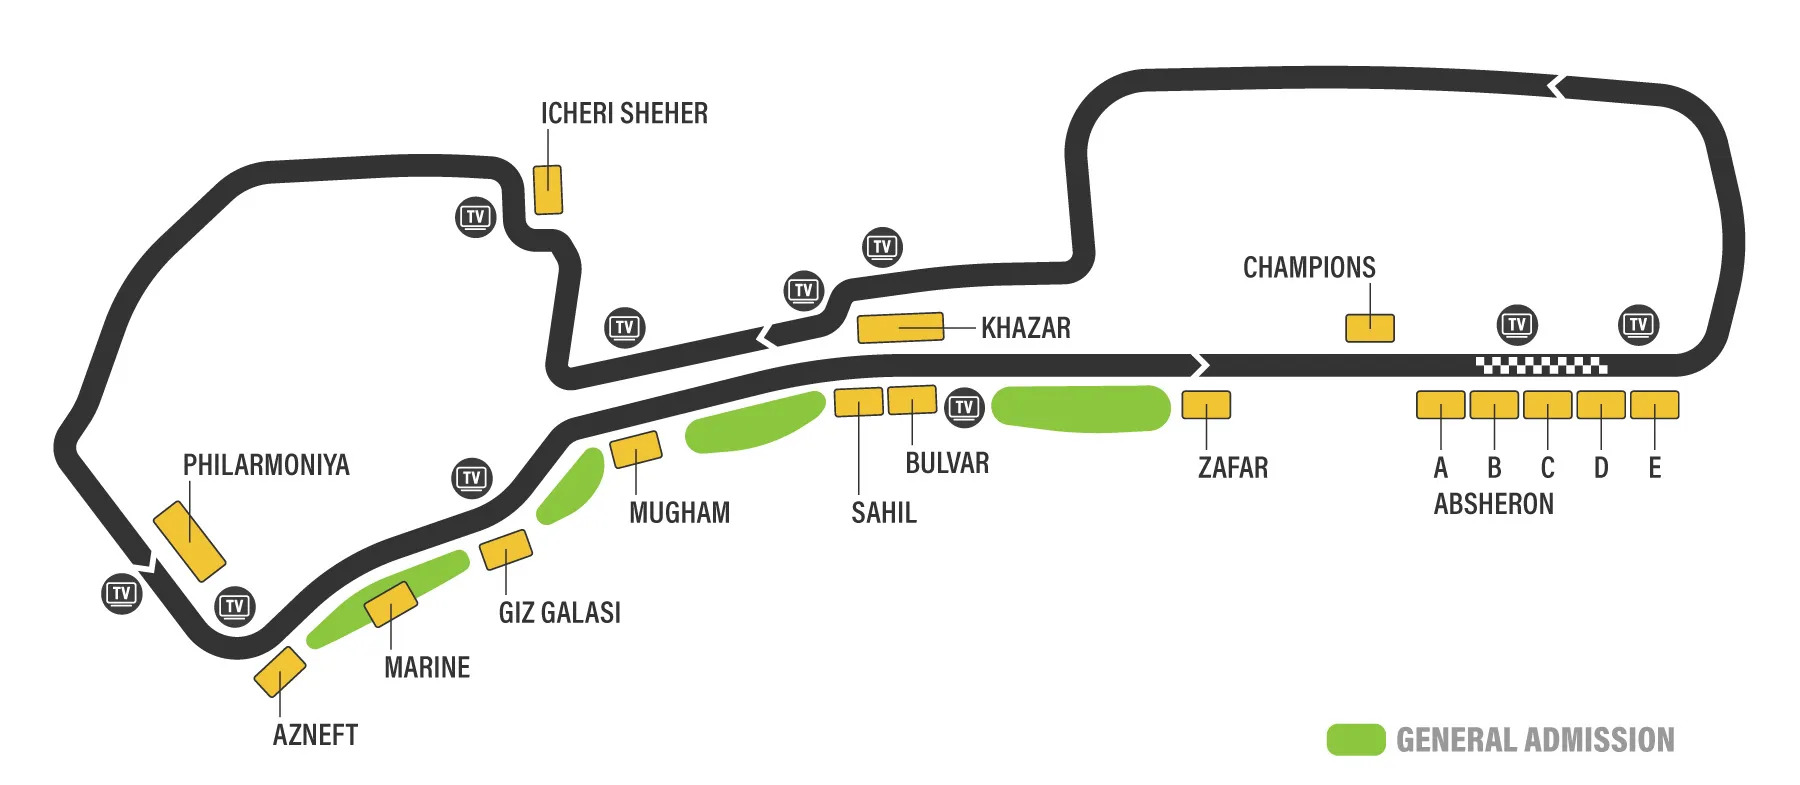 ICHERI SHEHER
TV
TV
TV
CHAMPIONS
TV
KHAZAR
TV
TV
TV
PHILARMONIYA
TV
BULVAR
ZAFAR
A B C D E
MUGHAM
SAHIL
ABSHERON
TV
TV
GIZ GALASI
MARINE
AZNEFT
GENERAL ADMISSION